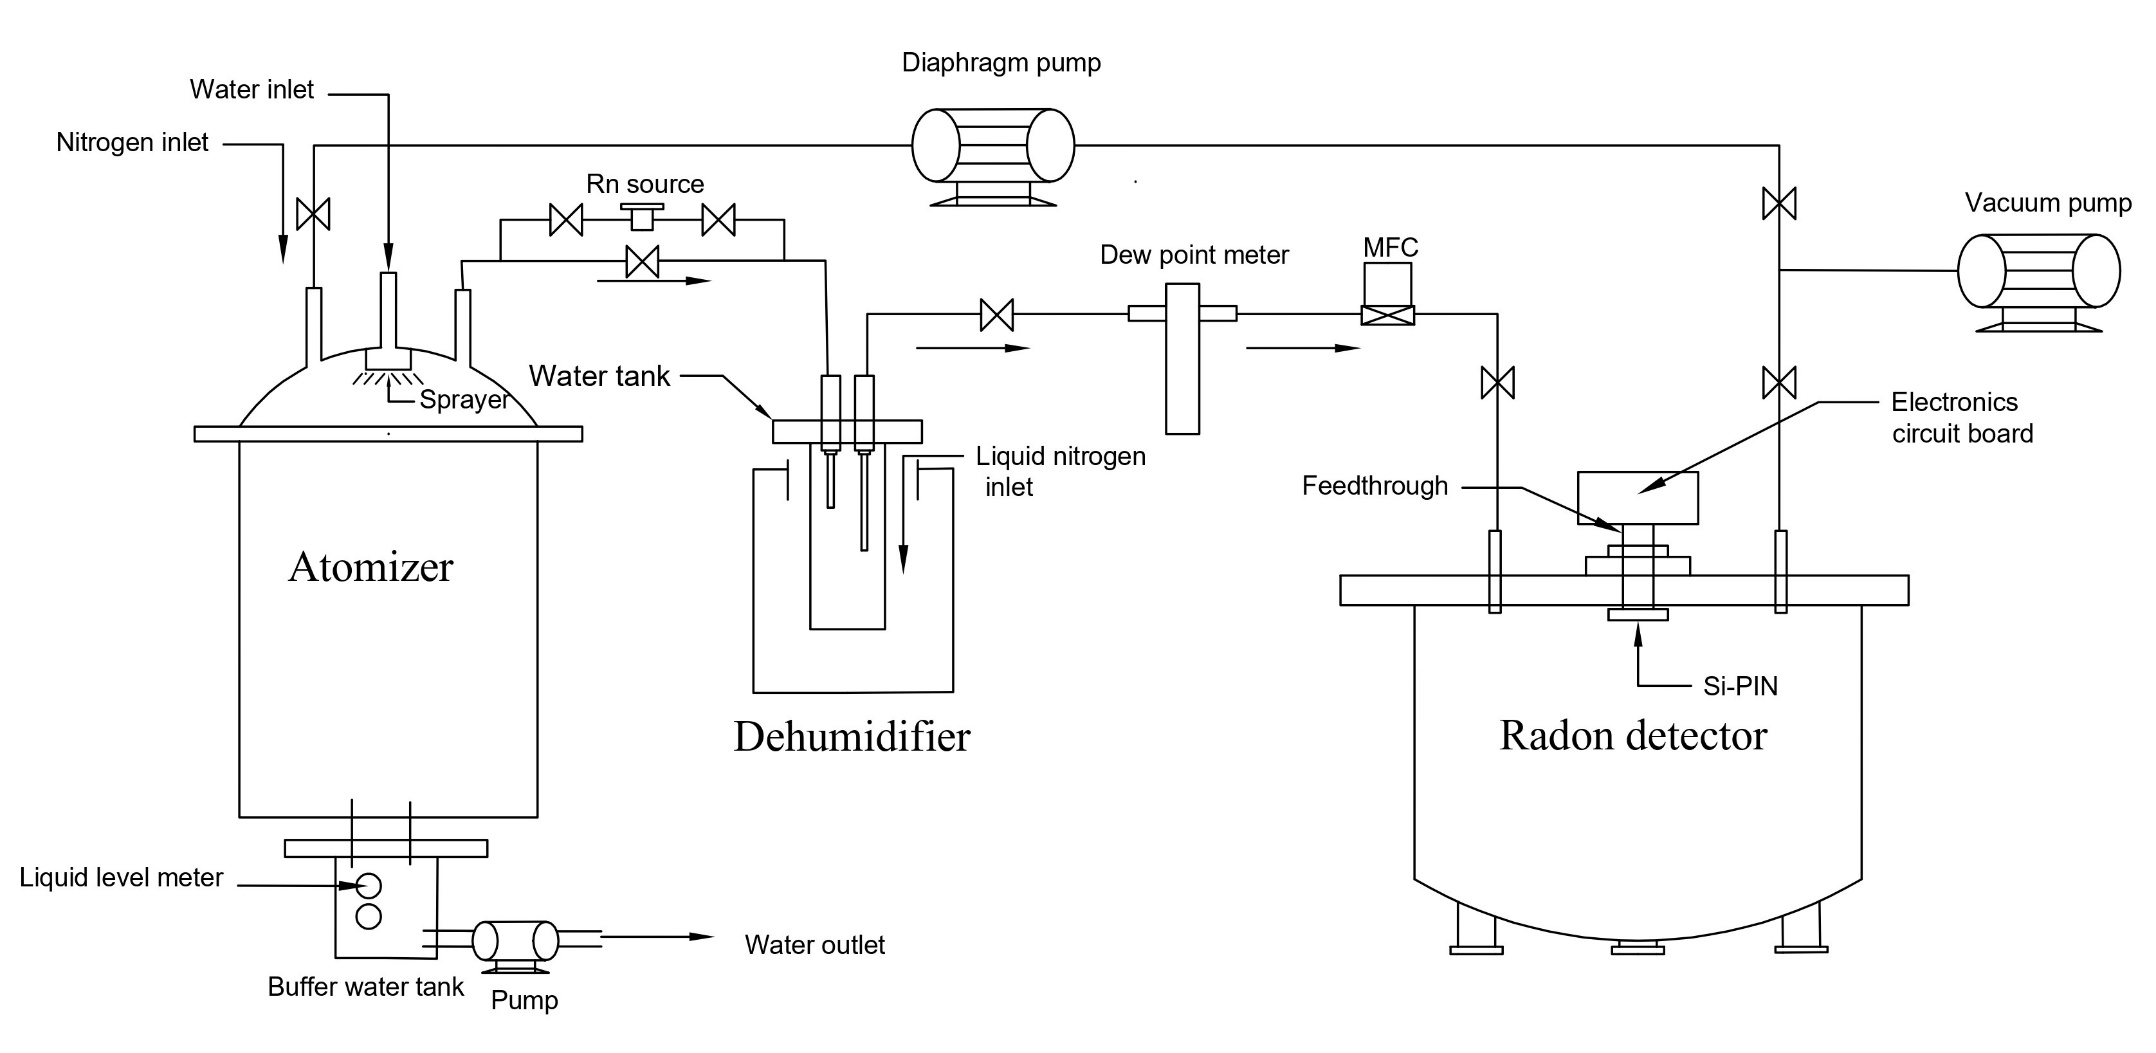 Diaphragm pump
Water inlet
Nitrogen inlet
Rn source
Vacuum pump
Dew point meter
MFC
Water tank
Sprayer
Electronics
circuit board
Liquid nitrogen
inlet
Feedthrough
Atomizer
Si-PIN
Dehumidifier
Radon detector
Liquid level meter
Water outlet
Buffer water tank
Pump